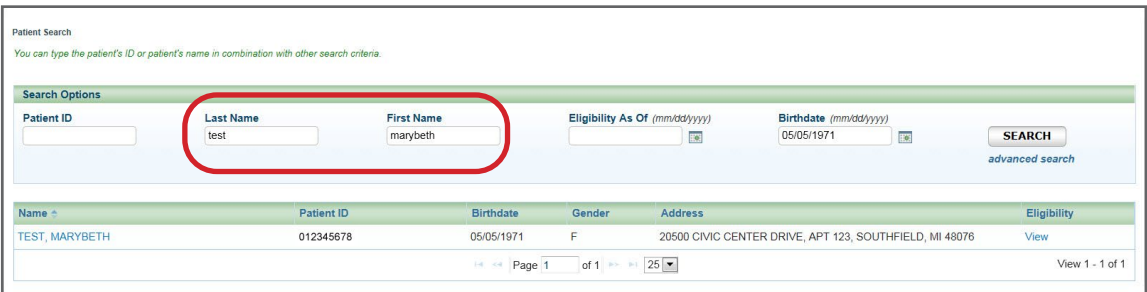 Patient Search
You can type the patient's ID or patient's name in combination with other search criteria.
Search Options
Patient ID Last Name First Name Eligibility As Of (mm/dd/yyyy) Birthdate (mm/dd/yyyy)
test marybeth 05/05/1971 SEARCH
advanced search
Name Patient ID Birthdate Gender Address Eligibility
TEST, MARYBETH 012345678 05/05/1971 F 20500 CIVIC CENTER DRIVE, APT 123, SOUTHFIELD, MI 48076 View
Page 1 of 1 25 View 1 - 1 of 1